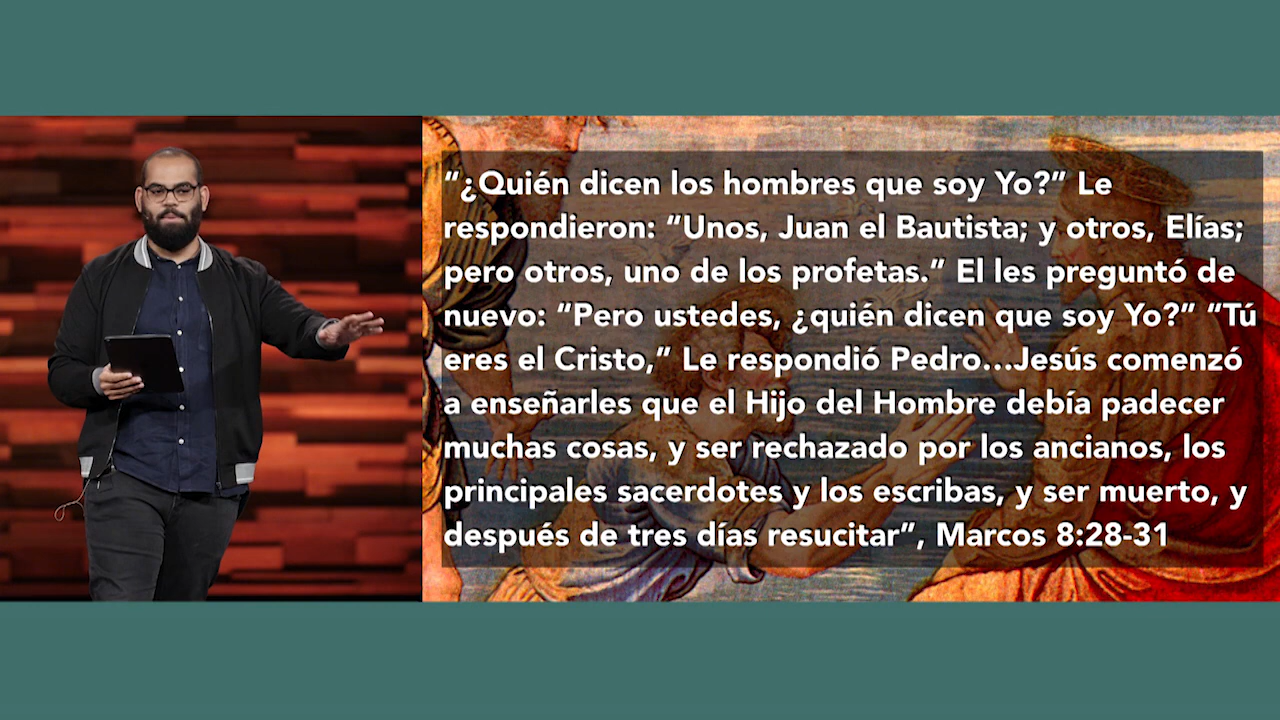 “¿Quién dicen los hombres que soy Yo?” Le
respondieron: “Unos, Juan el Bautista; y otros, Elías;
pero otros, uno de los profetas.” El les preguntó de
nuevo: “Pero ustedes, ¿quién dicen que soy Yo?” “Tú
eres el Cristo,” Le respondió Pedro...Jesús comenzó
a enseñarles que el Hijo del Hombre debía padecer
muchas cosas, y ser rechazado por los ancianos, los
principales sacerdotes y los escribas, y ser muerto, y
después de tres días resucitar”, Marcos 8:28-31